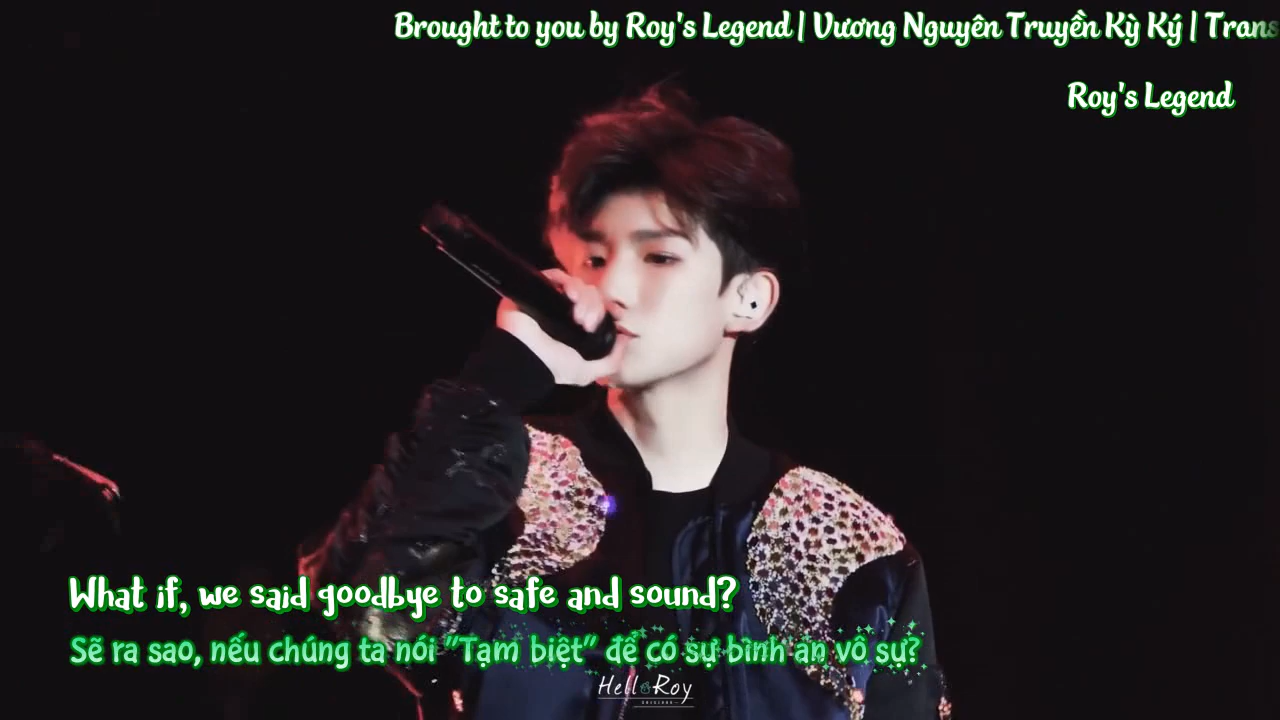 Brought to you by Roy's Legend | Vương Nguyên Truyền Kỳ Ký | Trans
Roy's Legend
What if, we said goodbye to safe and sound?
Sẽ ra sao, nếu chúng ta nói "Tạm biệt" để có sự bình an vô sự?
Hello Roy